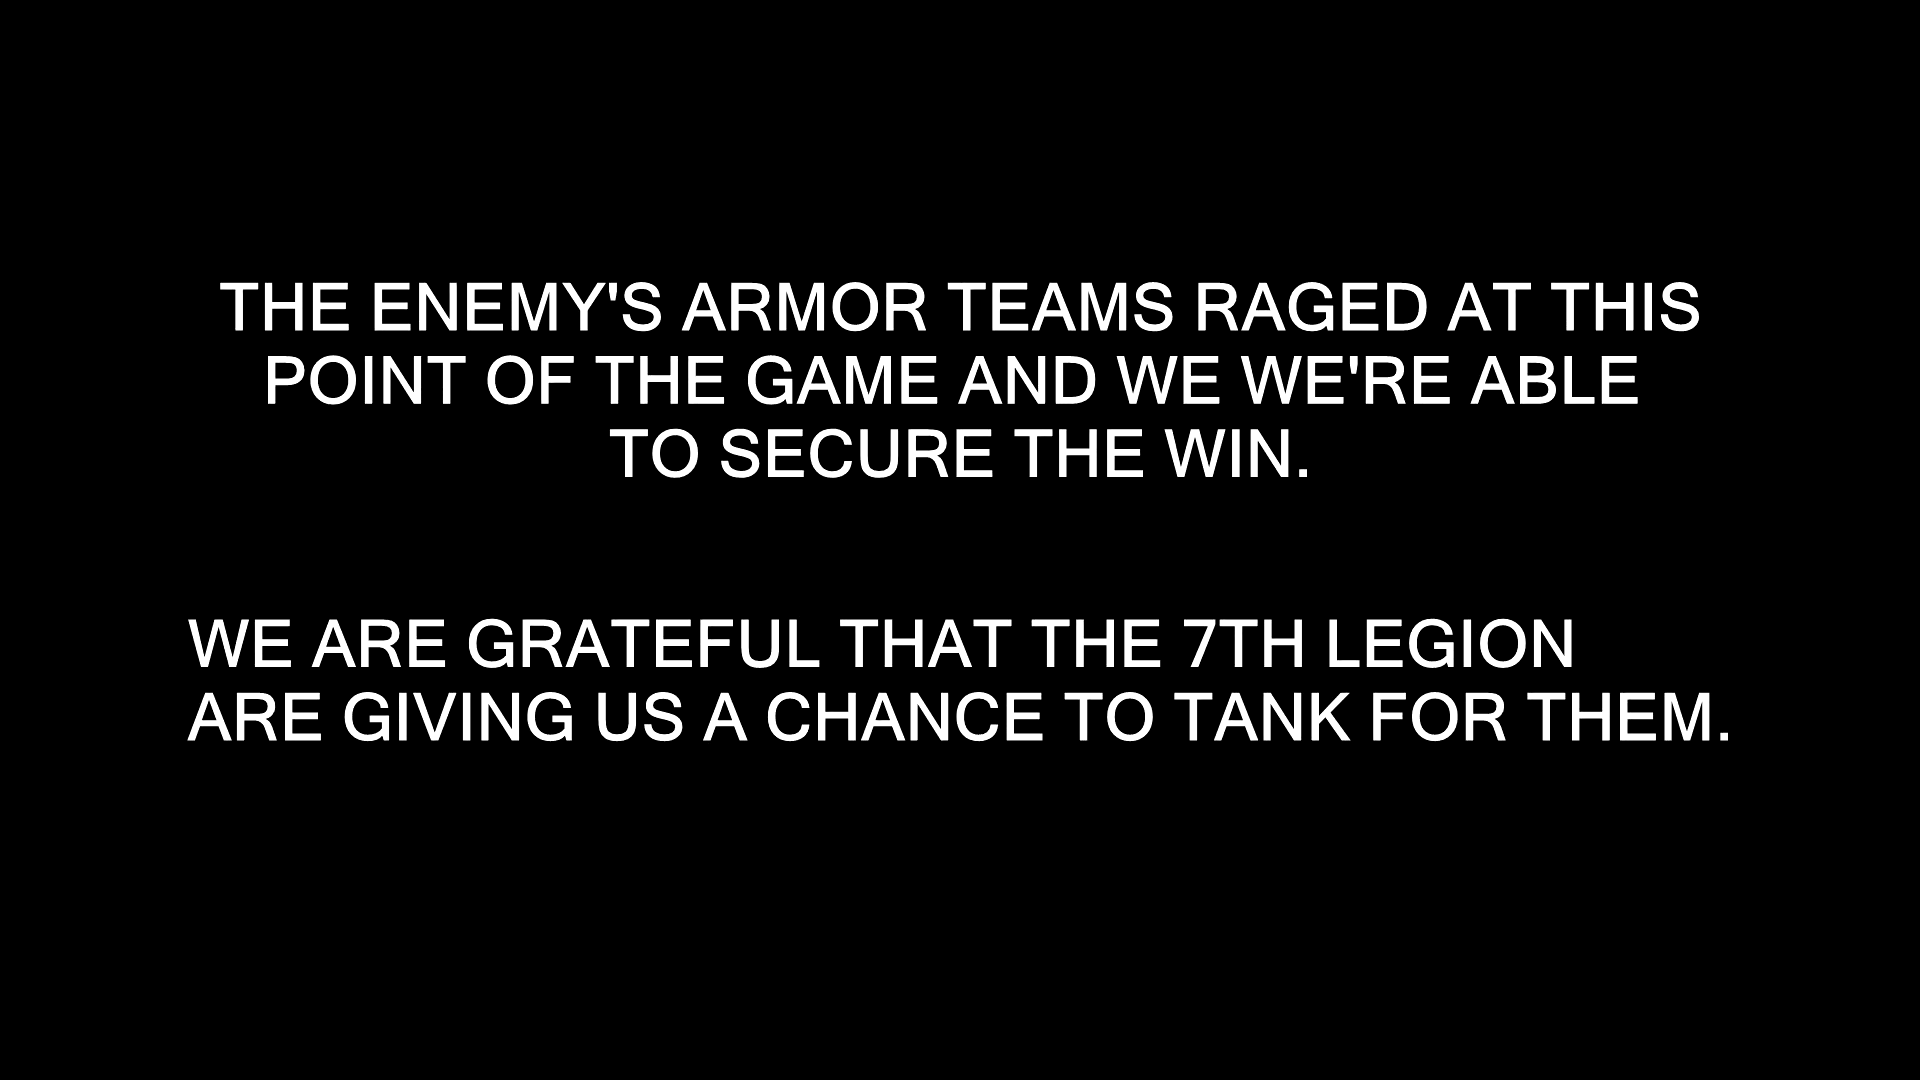 THE ENEMY'S ARMOR TEAMS RAGED AT THIS
POINT OF THE GAME AND WE WE'RE ABLE
TO SECURE THE WIN.
WE ARE GRATEFUL THAT THE 7TH LEGION
ARE GIVING US A CHANCE TO TANK FOR THEM.